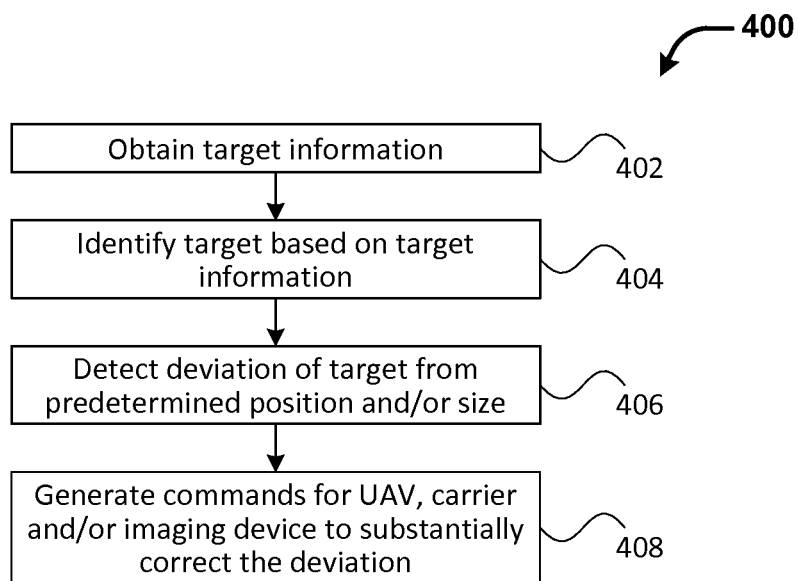 400
Obtain target information
402
Identify target based on target
information
404
Detect deviation of target from
predetermined position and/or size
406
Generate commands for UAV, carrier
and/or imaging device to substantially
correct the deviation
408